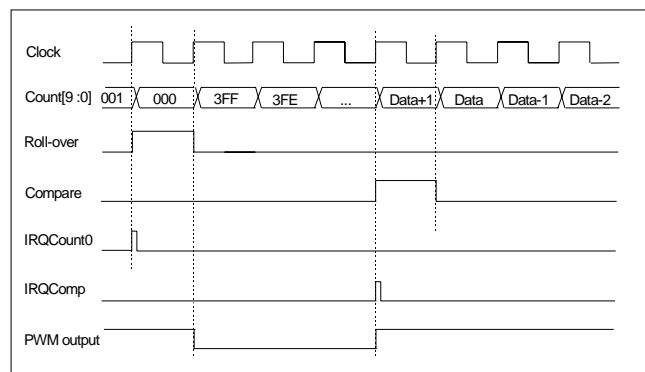 Clock
Count[9 :0] 001 000 3FF 3FE ... Data+1 Data Data-1 Data-2
Roll-over
Compare
IRQCount0
IRQComp
PWM output